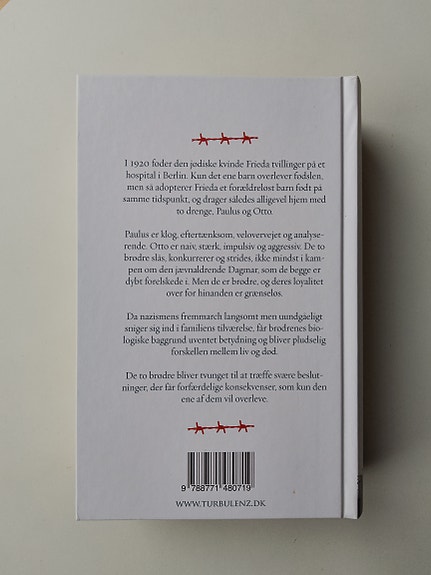 I 1920 føder den jødiske kvinde Frieda tvillinger på et
hospital i Berlin. Kun det ene barn overlever fødslen,
men så adopterer Frieda et forældreløst barn født på
samme tidspunkt, og drager således alligevel hjem med
to drenge, Paulus og Otto.
Paulus er klog, eftertænksom, velovervejet og analyse-
rende. Otto er naiv, stærk, impulsiv og aggressiv. De to
brødre slås, konkurrerer og strides, ikke mindst i kam-
pen om den jævnaldrende Dagmar, som de begge er
dybt forelskede i. Men de er brødre, og deres loyalitet
over for hinanden er grænseløs.
Da nazismens fremmarch langsomt men uundgåeligt
sniger sig ind i familiens tilværelse, får brødrenes bio-
logiske baggrund uventet betydning og bliver pludselig
forskellen mellem liv og død.
De to brødre bliver tvunget til at træffe svære beslut-
ninger, der får forfærdelige konsekvenser, som kun den
ene af dem vil overleve.
9 788771 480719
WWW.TURBULENZ.DK